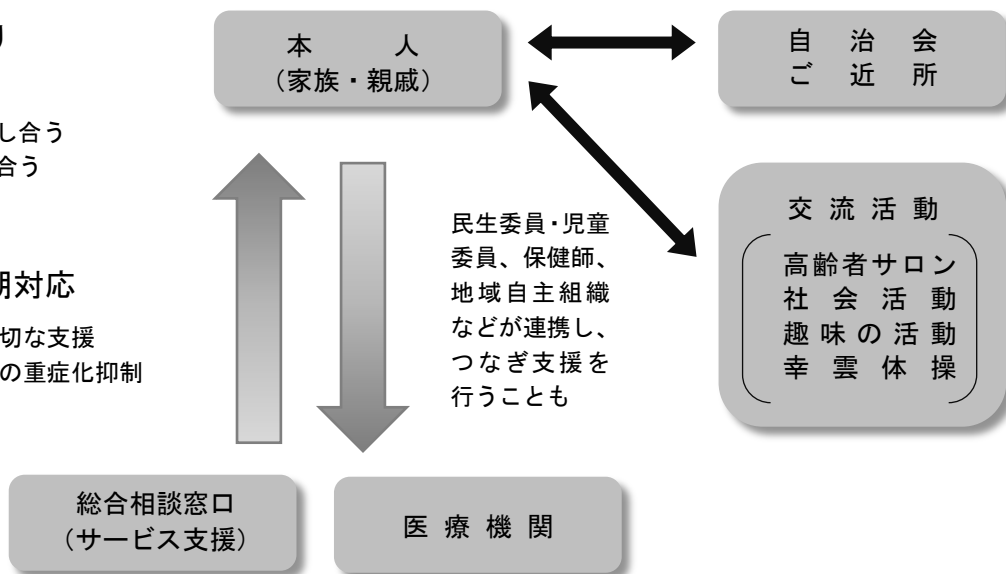 り
し合う
合う
期対応
切な支援
の重症化抑制
本人
（家族・親戚）
自治会
ご近所
民生委員・児童
委員、保健師、
地域自主組織
などが連携し、
つなぎ支援を
行うことも
交流活動
高齢者サロン
社会活動
趣味の活動
幸雲体操
総合相談窓口
（サービス支援）
医療機関